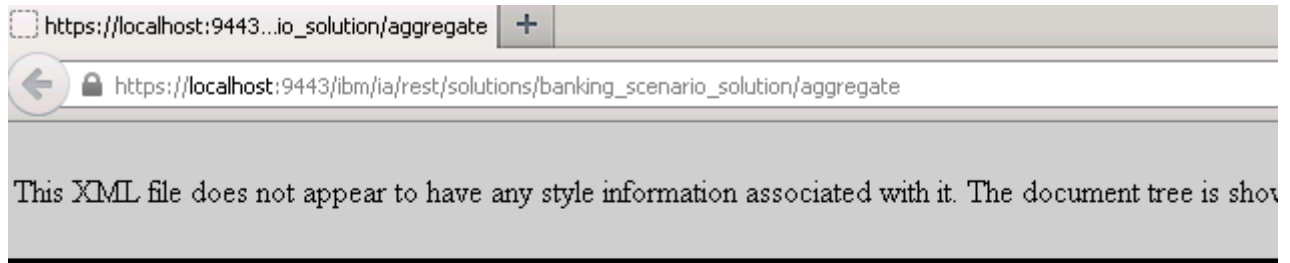 https://localhost:9443...io_solution/aggregate +
https://localhost:9443/ibm/ia/rest/solutions/banking_scenario_solution/aggregate
This XML file does not appear to have any style information associated with it. The document tree is